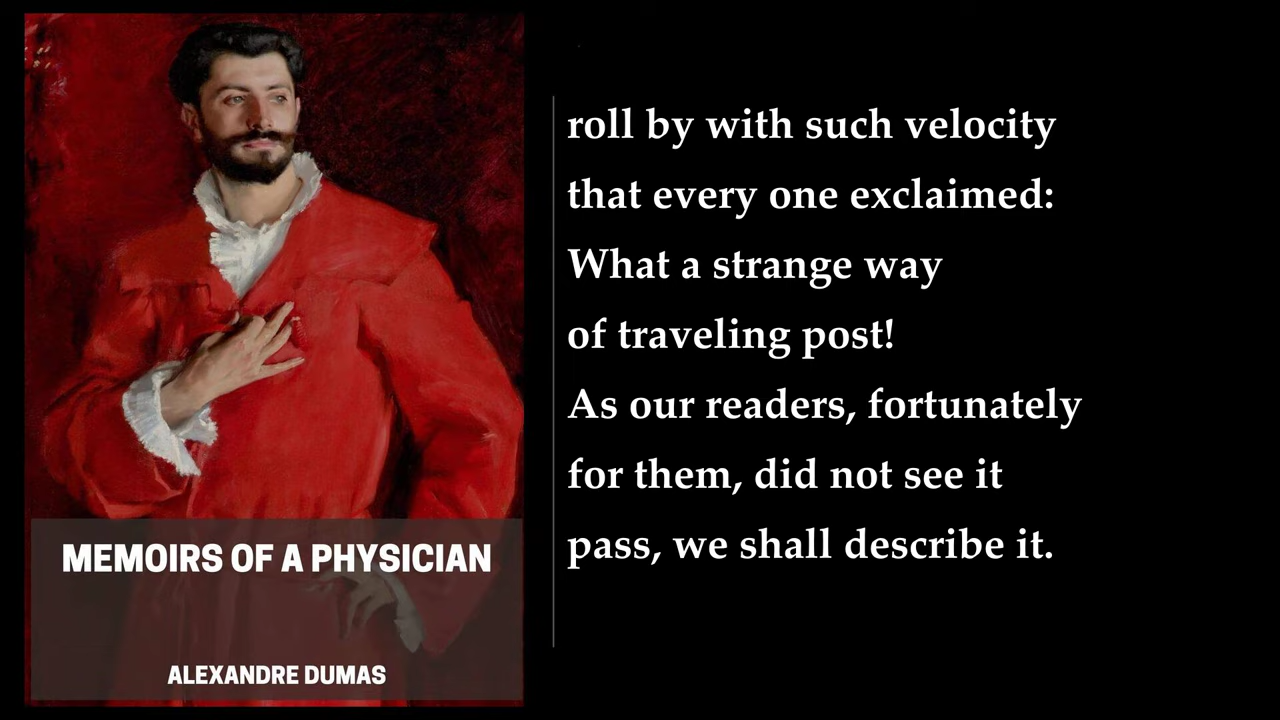 MEMOIRS OF A PHYSICIAN
ALEXANDRE DUMAS
roll by with such velocity
that every one exclaimed:
What a strange way
of traveling post!
As our readers, fortunately
for them, did not see it
pass, we shall describe it.